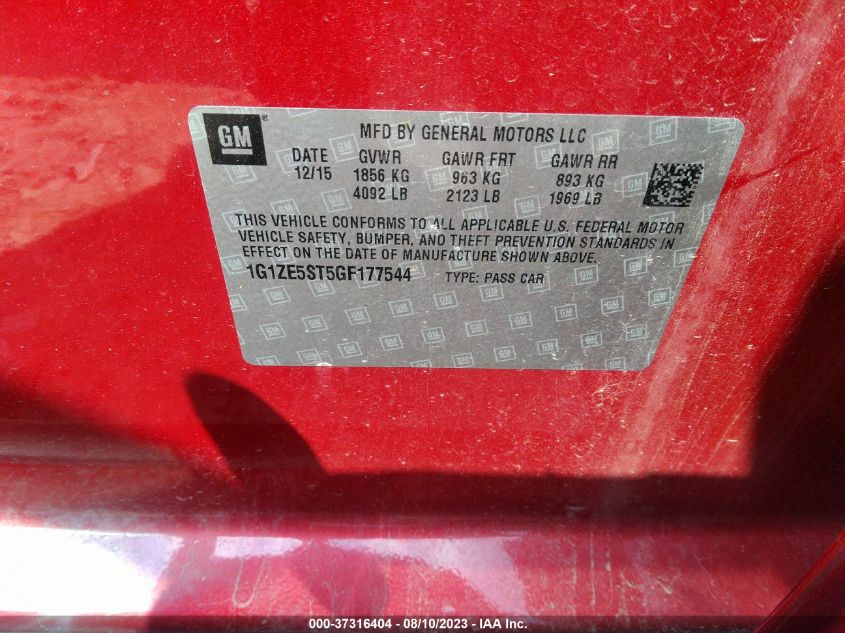 GM
MFD BY GENERAL MOTORS LLC
DATE GVWR GAWR FRT GAWR RR
12/15 1856 KG 963 KG 893 KG
4092 LB 2123 LB 1969 LB
THIS VEHICLE CONFORMS TO ALL APPLICABLE U.S. FEDERAL MOTOR
VEHICLE SAFETY, BUMPER, AND THEFT PREVENTION STANDARDS IN
EFFECT ON THE DATE OF MANUFACTURE SHOWN ABOVE.
1G1ZE5ST5GF177544 TYPE: PASS CAR
000-37316404 - 08/10/2023 - IAA Inc.